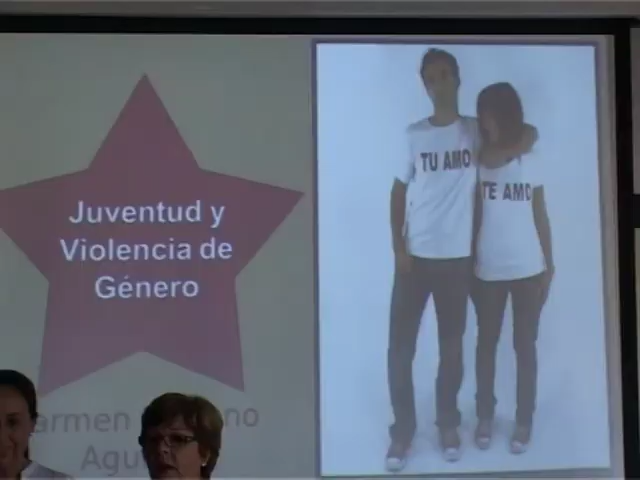 Juventud y
Violencia de
Género
TU AMO
TE AMO